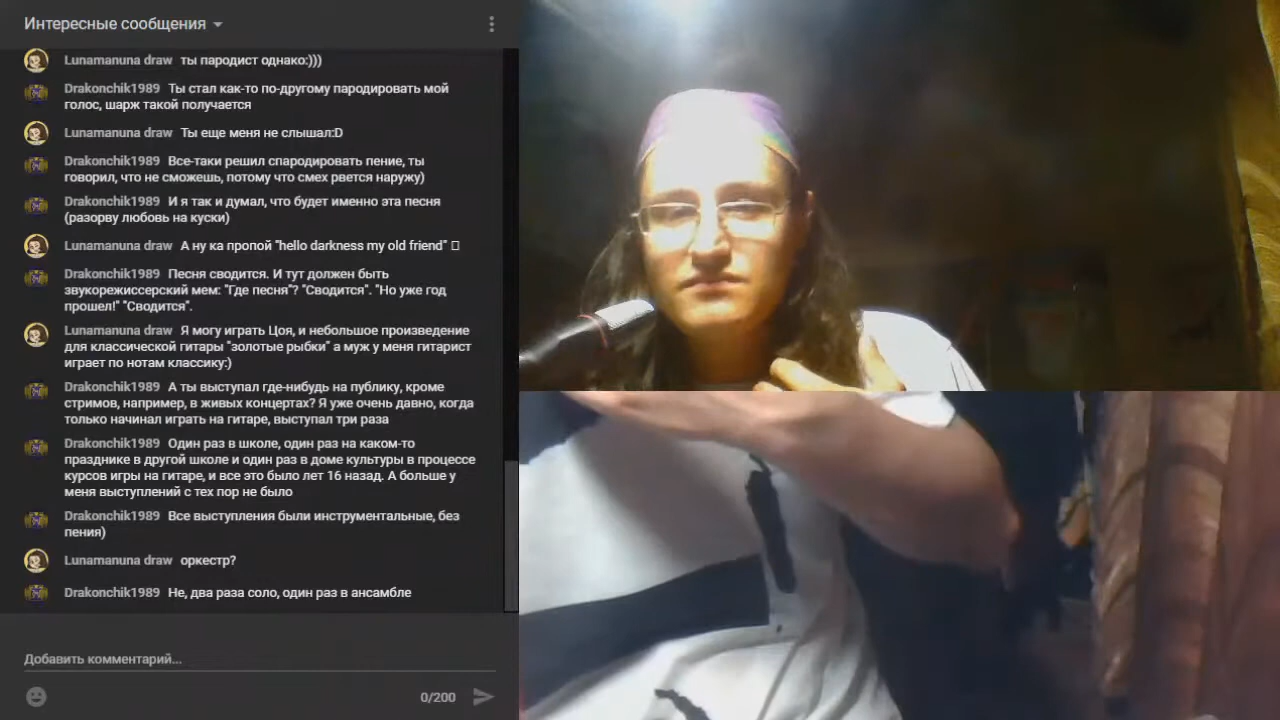 Интересные сообщения
Lunamanuna draw ты пародист однако:)))
Drakonchik1989 Ты стал как-то по-другому пародировать мой
голос, шарж такой получается
Lunamanuna draw Ты еще меня не слышал:D
Drakonchik1989 Все-таки решил спародировать пение, ты
говорил, что не сможешь, потому что смех рвется наружу)
Drakonchik1989 И я так и думал, что будет именно эта песня
(разорву любовь на куски)
Lunamanuna draw А ну ка пропой "hello darkness my old friend"
Drakonchik1989 Песня сводится. И тут должен быть
звукорежиссерский мем: "Где песня"? "Сводится". "Но уже год
прошел!" "Сводится".
Lunamanuna draw Я могу играть Цоя, и небольшое произведение
для классической гитары "золотые рыбки" а муж у меня гитарист
играет по нотам классику:)
Drakonchik1989 А ты выступал где-нибудь на публику, кроме
стримов, например, в живых концертах? Я уже очень давно, когда
только начинал играть на гитаре, выступал три раза
Drakonchik1989 Один раз в школе, один раз на каком-то
празднике в другой школе и один раз в доме культуры в процессе
курсов игры на гитаре, и все это было лет 16 назад. А больше у
меня выступлений с тех пор не было
Drakonchik1989 Все выступления были инструментальные, без
пения)
Lunamanuna draw оркестр?
Drakonchik1989 Не, два раза соло, один раз в ансамбле
Добавить комментарий...
0/200